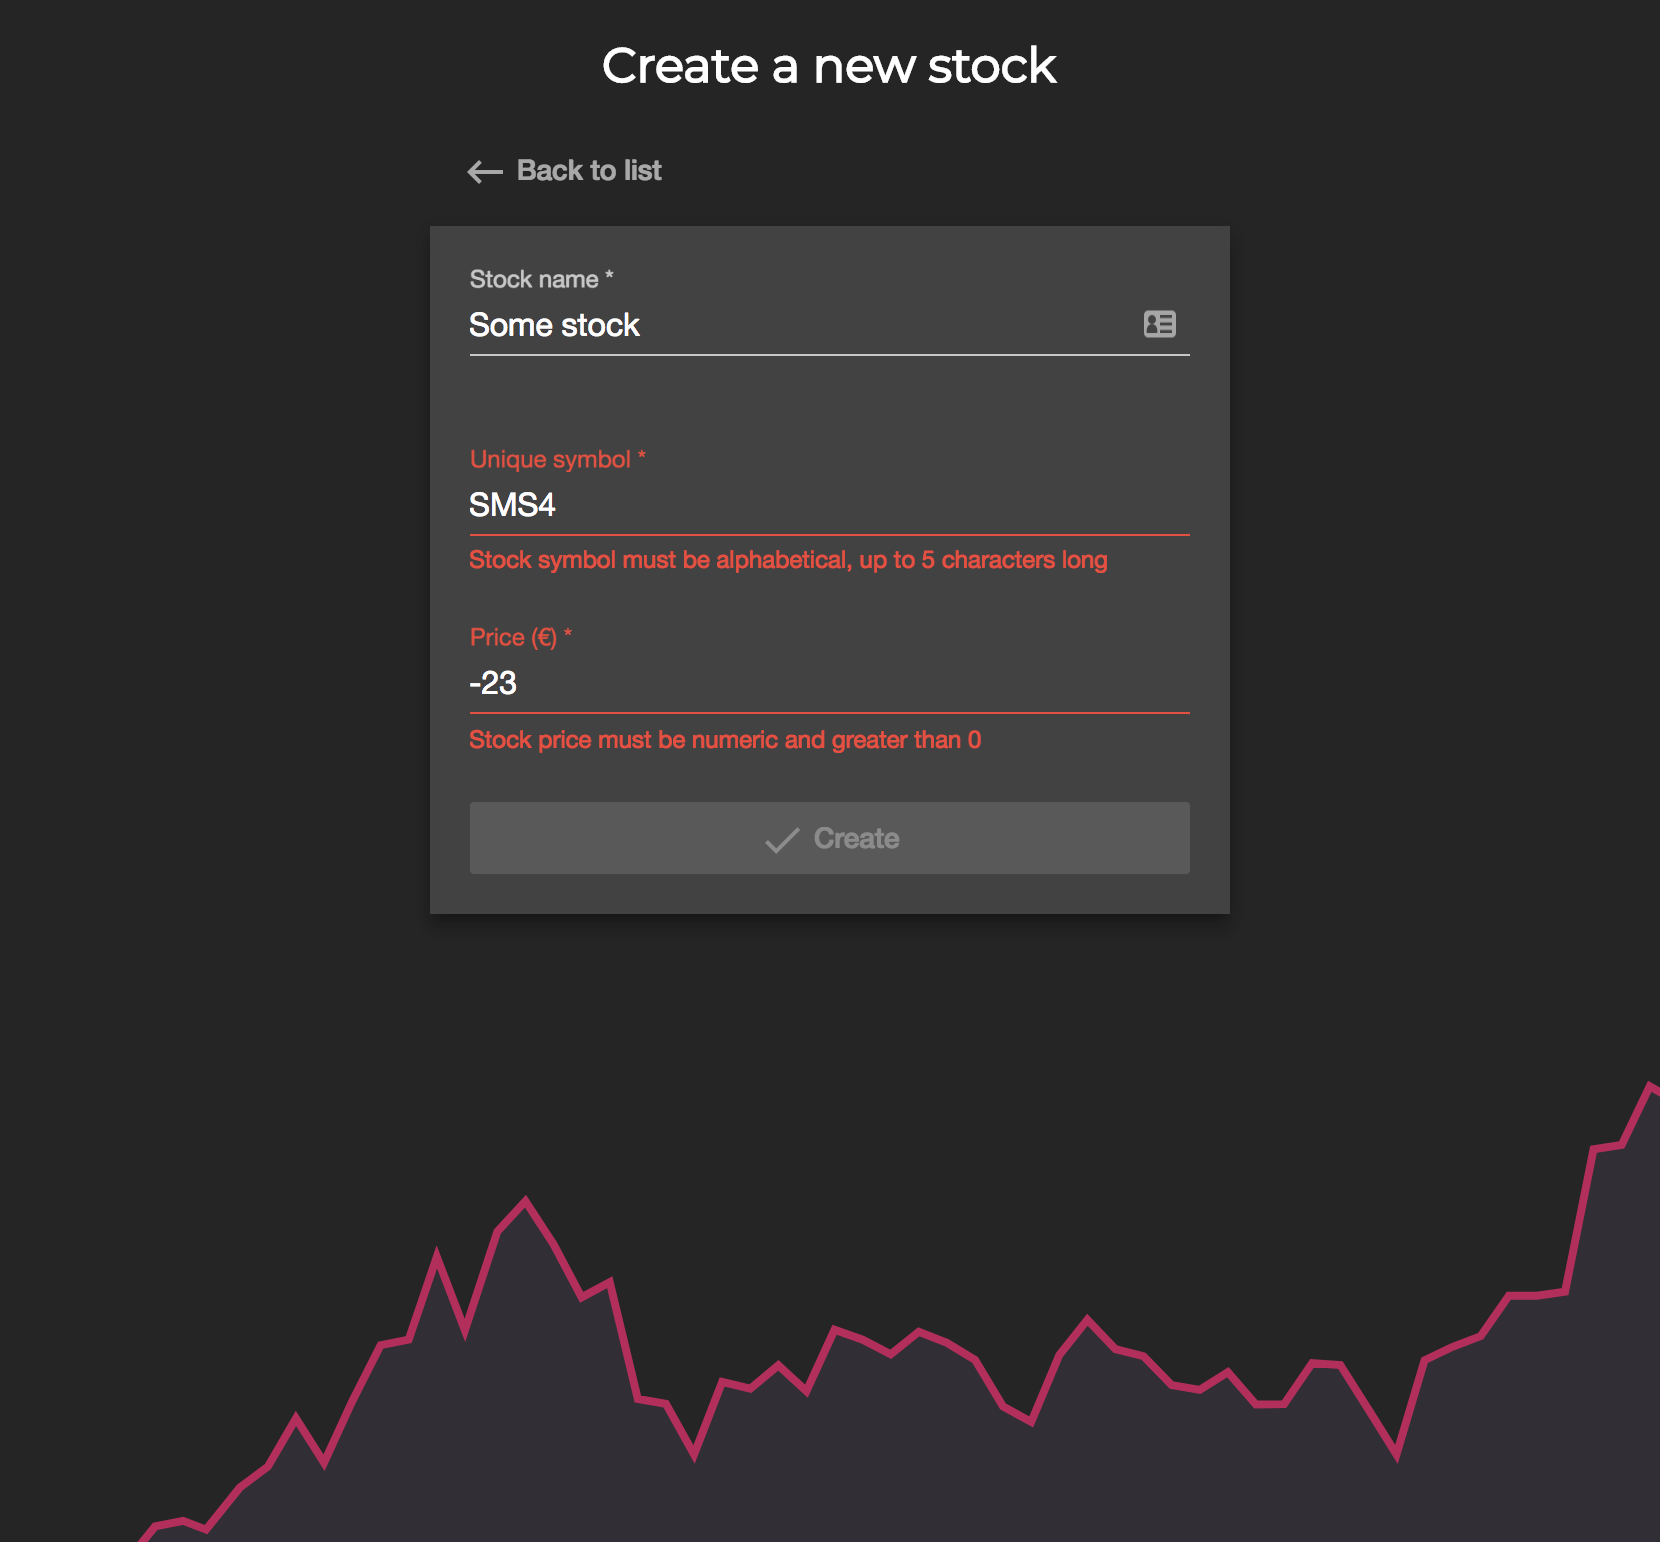 Create a new stock
Back to list
Stock name *
Some stock
Unique symbol *
SMS4
Stock symbol must be alphabetical, up to 5 characters long
Price (€) *
-23
Stock price must be numeric and greater than 0
Create